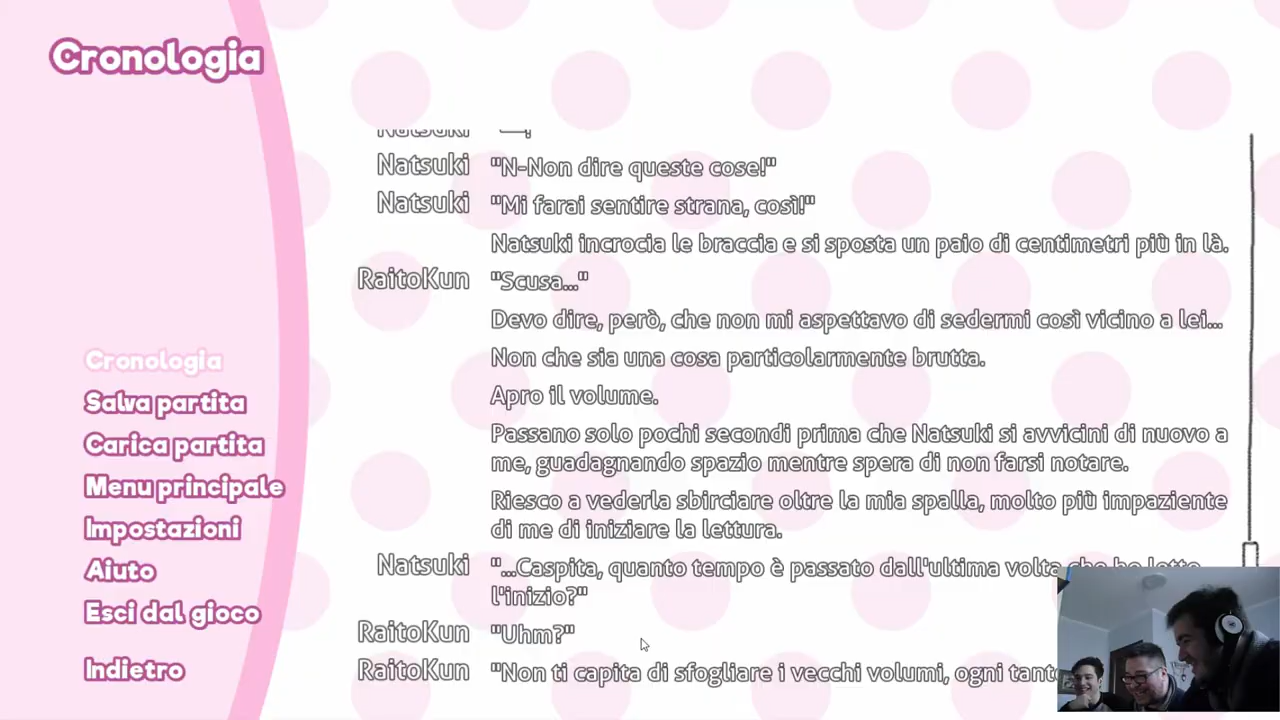 Cronologia
Natsuki
Natsuki "N-Non dire queste cose!"
Natsuki "Mi farai sentire strana, così!"
Natsuki incrocia le braccia e si sposta un paio di centimetri più in là.
RaitoKun "Scusa..."
Devo dire, però, che non mi aspettavo di sedermi così vicino a lei...
Non che sia una cosa particolarmente brutta.
Apro il volume.
Passano solo pochi secondi prima che Natsuki si avvicini di nuovo a
me, guadagnando spazio mentre spera di non farsi notare.
Riesco a vederla sbirciare oltre la mia spalla, molto più impaziente
di me di iniziare la lettura.
Natsuki "...Caspita, quanto tempo è passato dall'ultima volta che ho letto
l'inizio?"
RaitoKun "Uhm?"
RaitoKun "Non ti capita di sfogliare i vecchi volumi, ogni tanto
Cronologia
Salva partita
Carica partita
Menu principale
Impostazioni
Aiuto
Esci dal gioco
Indietro